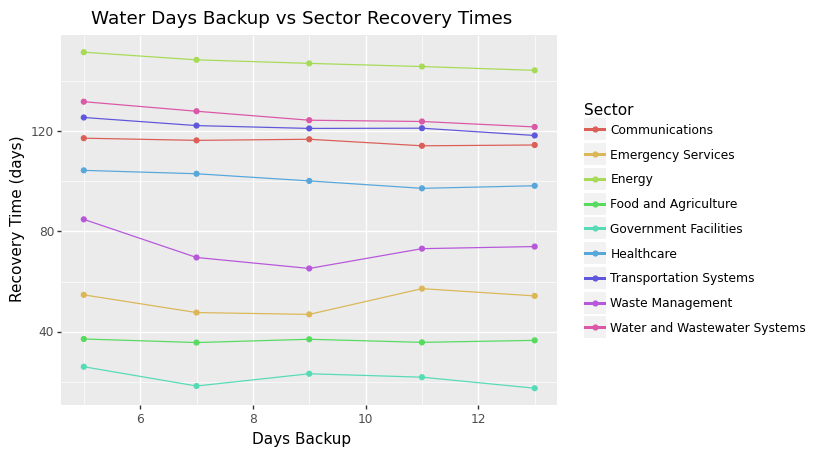 Water Days Backup vs Sector Recovery Times
Recovery Time (days)
120
80
40
6
8
10
12
Days Backup
Sector
Communications
Emergency Services
Energy
Food and Agriculture
Government Facilities
Healthcare
Transportation Systems
Waste Management
Water and Wastewater Systems